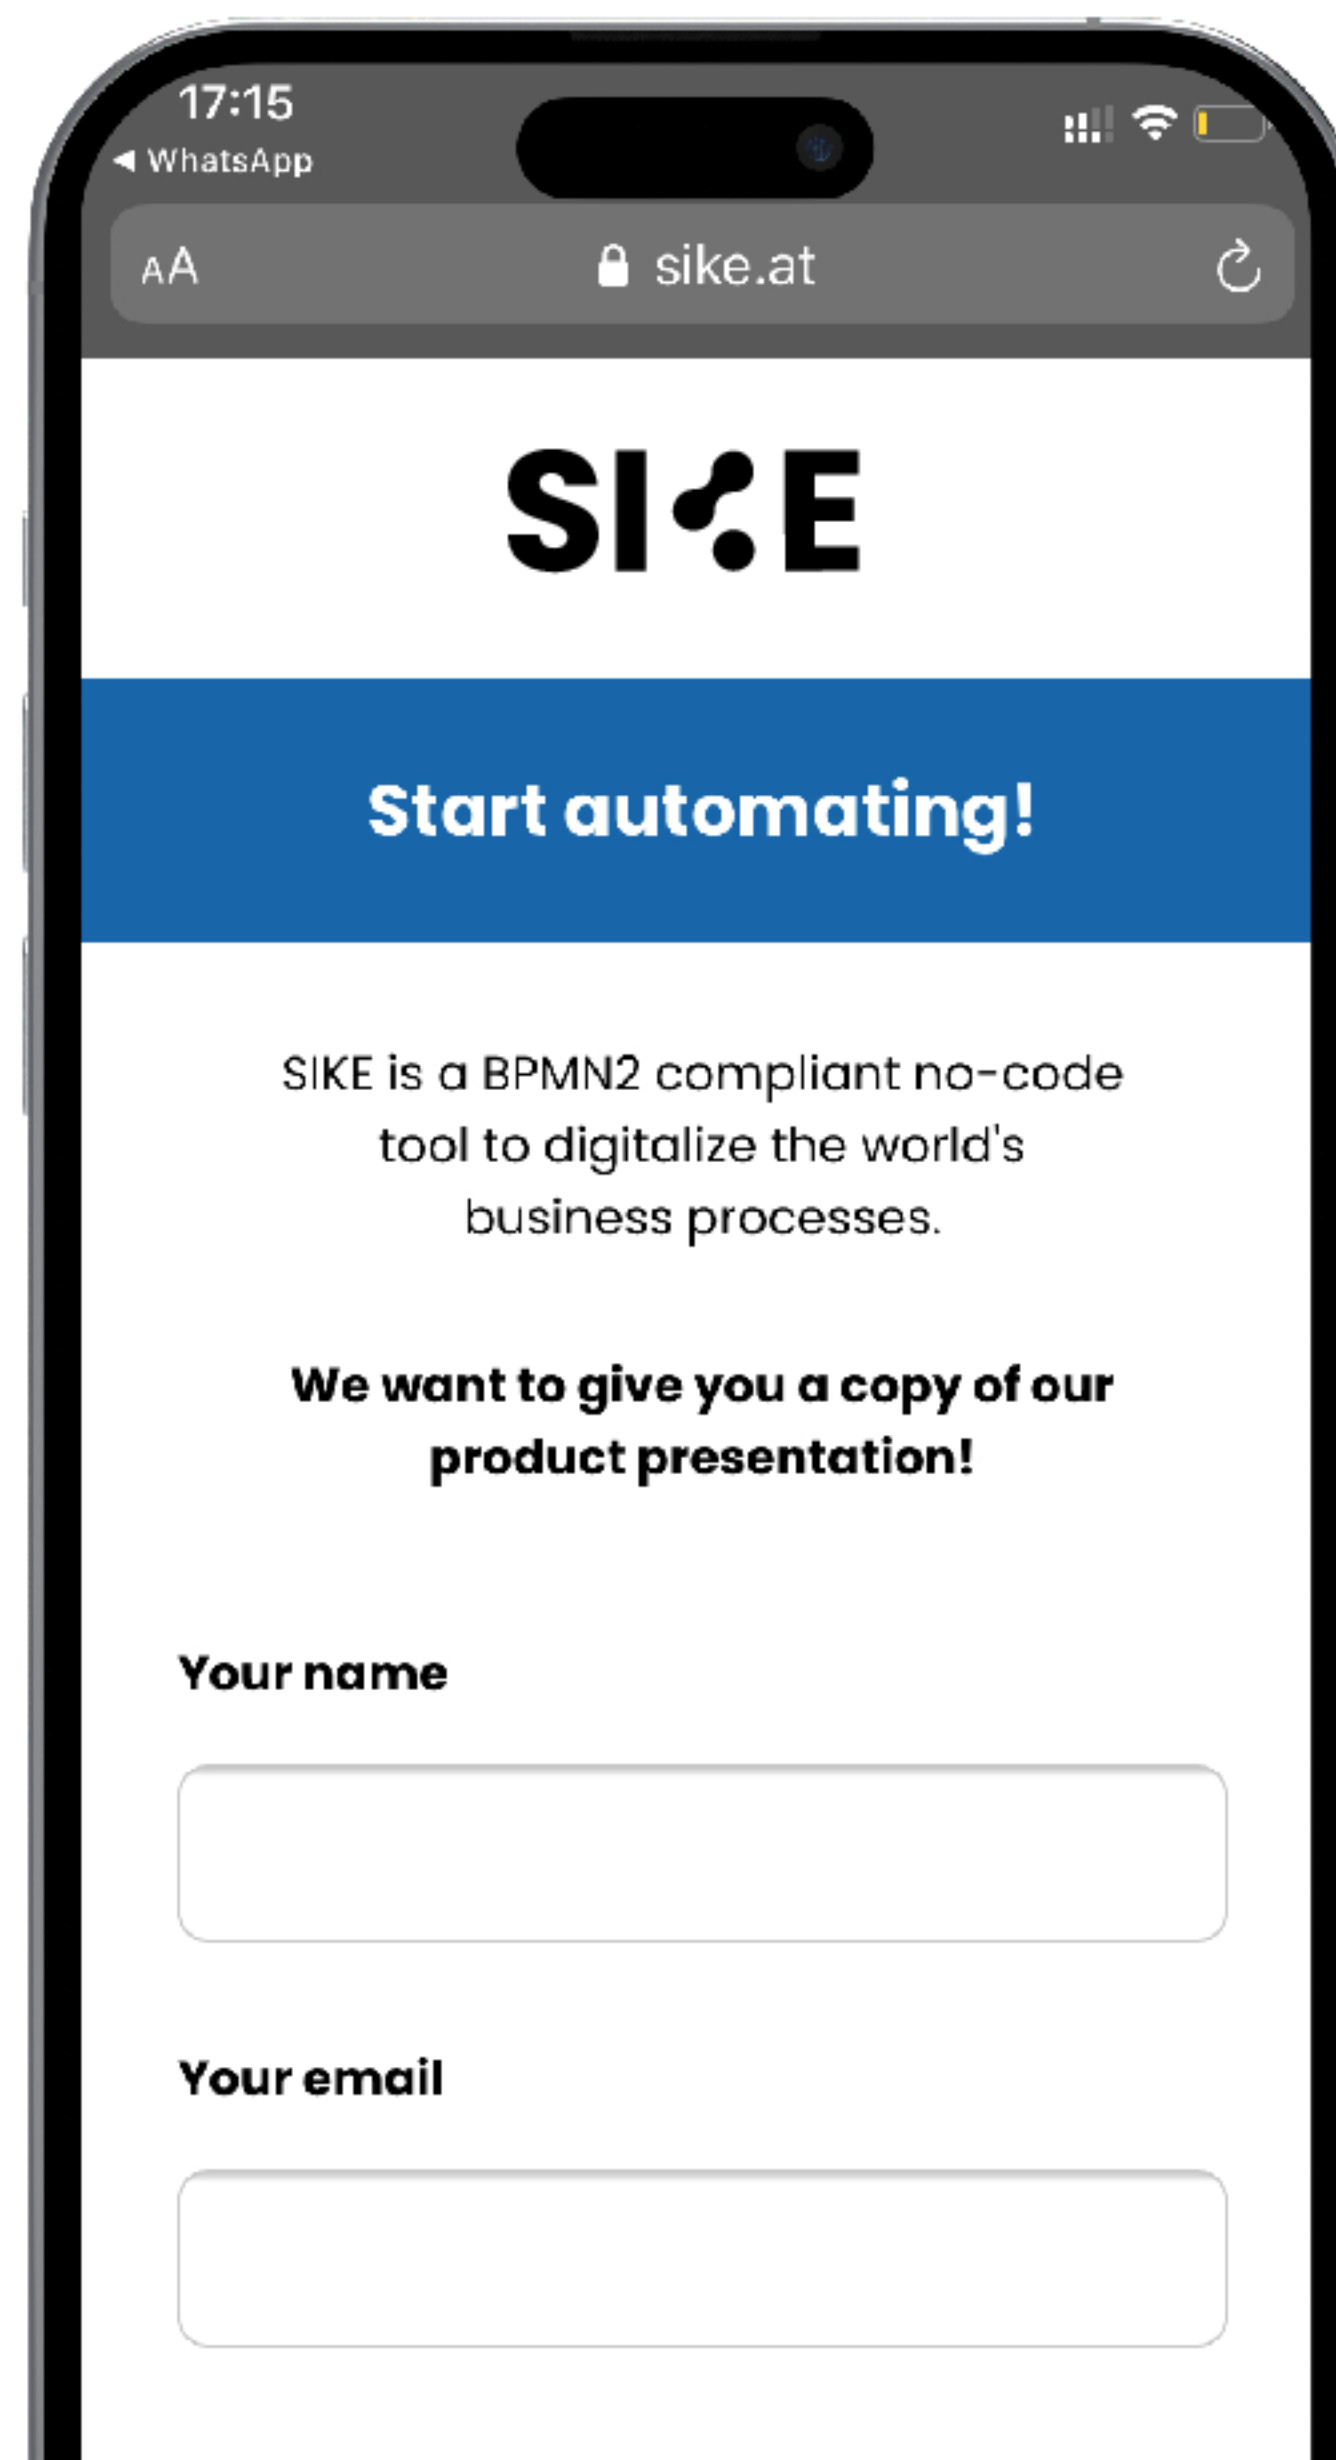 17:15
◀ WhatsApp
AA
sike.at
SIKE
Start automating!
SIKE is a BPMN2 compliant no-code
tool to digitalize the world's
business processes.
We want to give you a copy of our
product presentation!
Your name
Your email